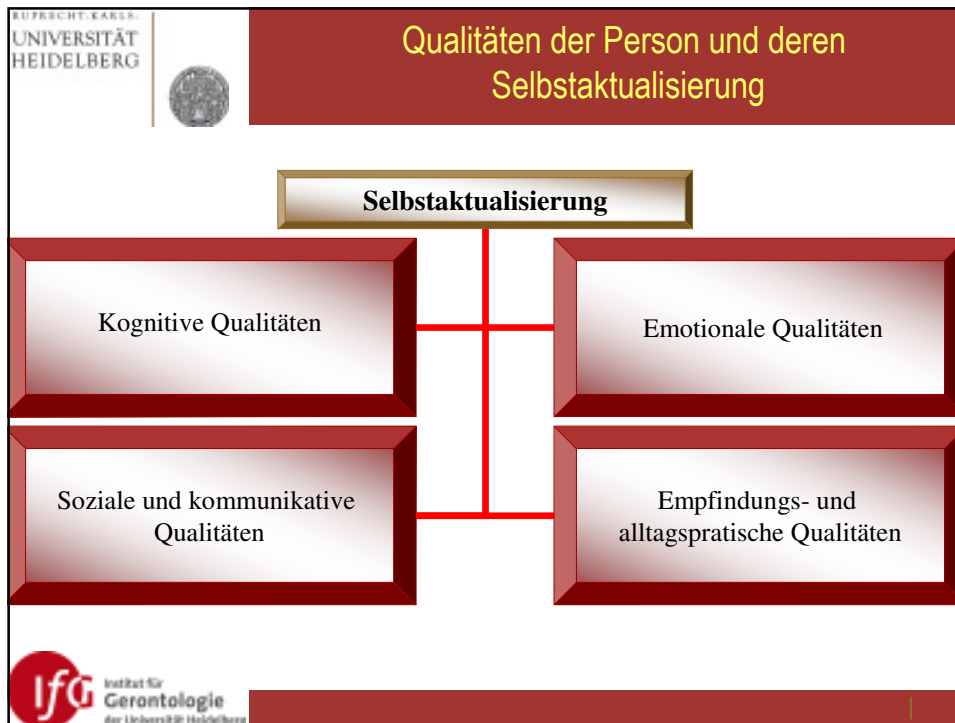 RUPRECHT-KARLS-
UNIVERSITÄT
HEIDELBERG
Qualitäten der Person und deren
Selbstaktualisierung
Selbstaktualisierung
Kognitive Qualitäten
Emotionale Qualitäten
Soziale und kommunikative
Qualitäten
Empfindungs- und
alltagspratische Qualitäten
IfG
Institut für
Gerontologie
der Universität Heidelberg